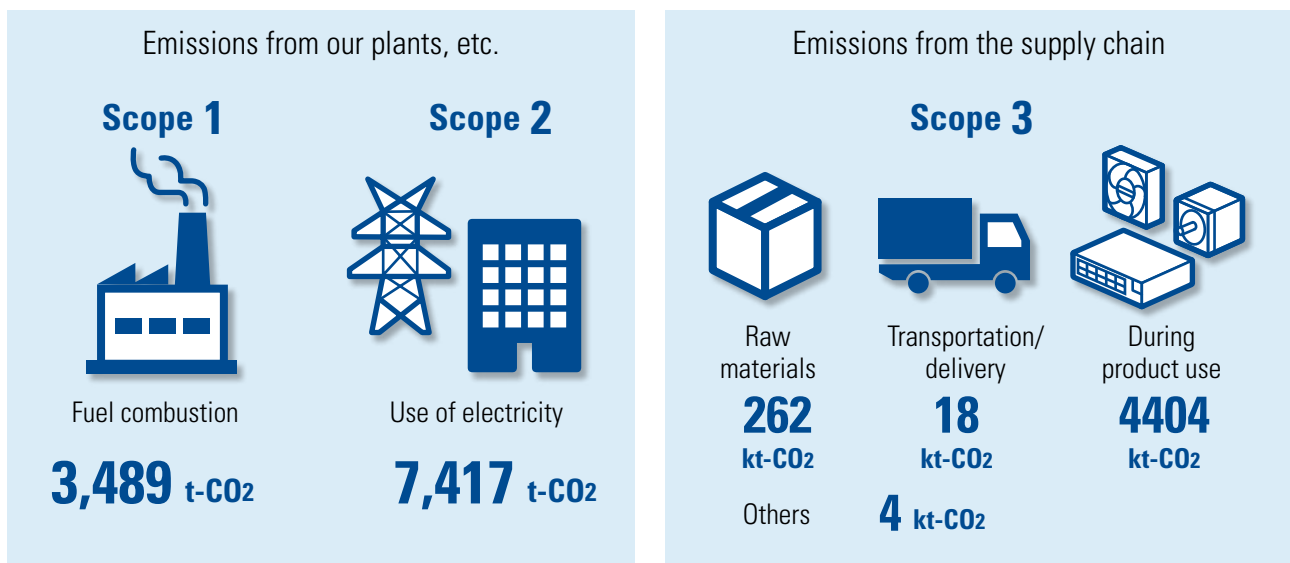 Emissions from our plants, etc.
Scope 1
Scope 2
Fuel combustion
Use of electricity
3,489 t-CO2
7,417 t-CO2
Emissions from the supply chain
Scope 3
Raw
materials
262
kt-CO2
Transportation/
delivery
18
kt-CO2
During
product use
4404
kt-CO2
Others 4 kt-CO2